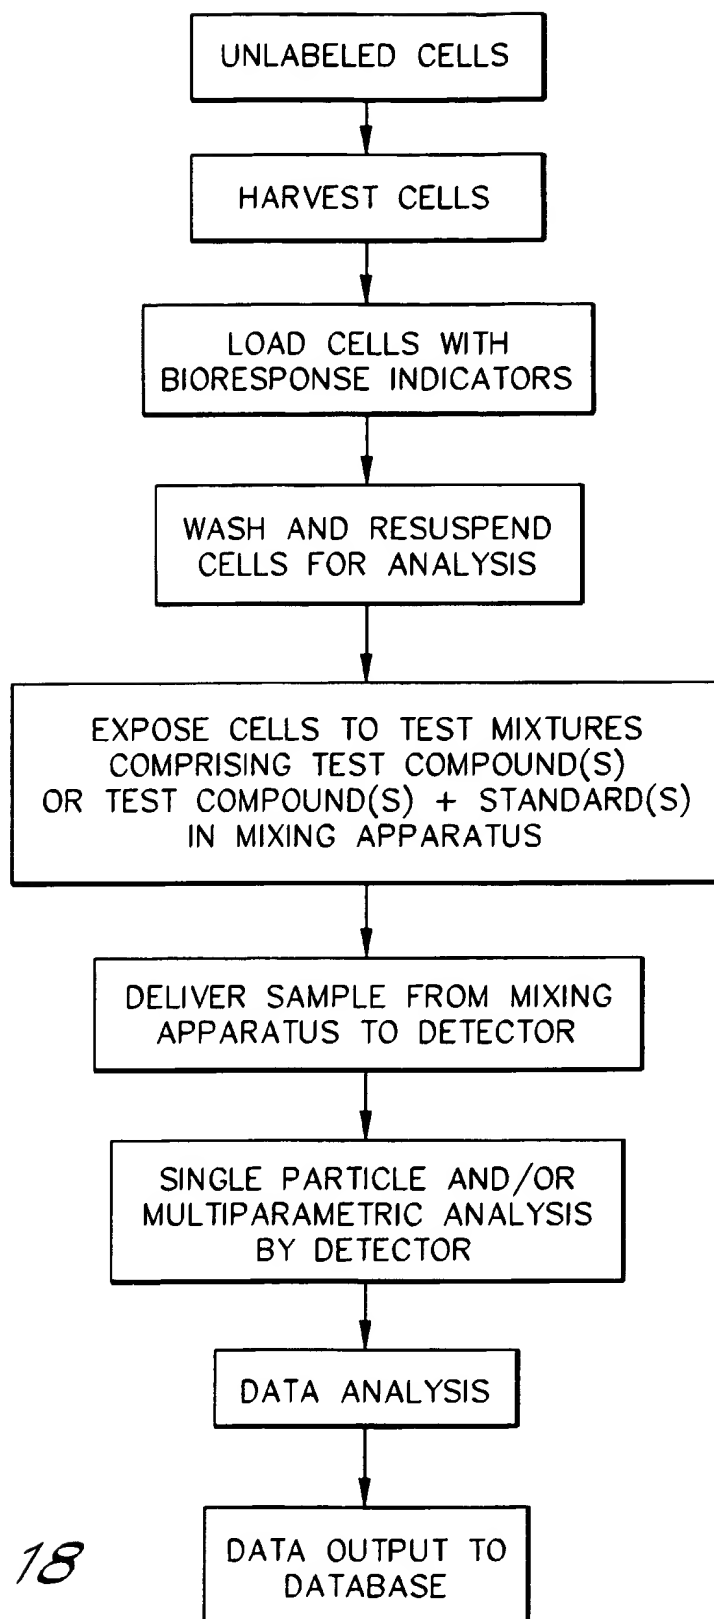 UNLABELED CELLS
HARVEST CELLS
LOAD CELLS WITH
BIORESPONSE INDICATORS
WASH AND RESUSPEND
CELLS FOR ANALYSIS
EXPOSE CELLS TO TEST MIXTURES
COMPRISING TEST COMPOUND(S)
OR TEST COMPOUND(S) + STANDARD(S)
IN MIXING APPARATUS
DELIVER SAMPLE FROM MIXING
APPARATUS TO DETECTOR
SINGLE PARTICLE AND/OR
MULTIPARAMETRIC ANALYSIS
BY DETECTOR
DATA ANALYSIS
DATA OUTPUT TO
DATABASE
18